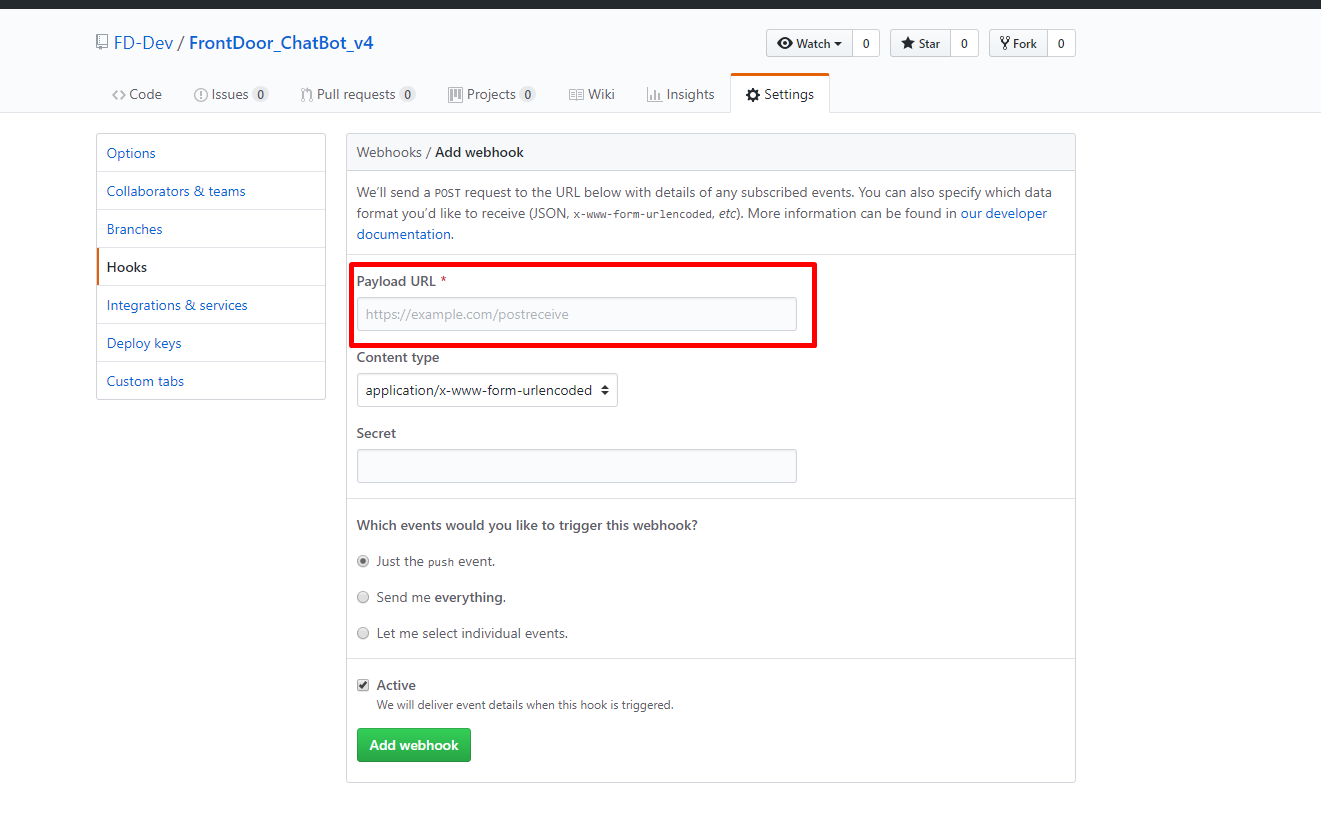 FD-Dev / FrontDoor_ChatBot_v4
Watch 0 Star 0 Fork 0
Code Issues 0 Pull requests 0 Projects 0 Wiki Insights Settings
Options
Collaborators & teams
Branches
Hooks
Integrations & services
Deploy keys
Custom tabs
Webhooks / Add webhook
We’ll send a POST request to the URL below with details of any subscribed events. You can also specify which data
format you’d like to receive (JSON, x-www-form-urlencoded, etc). More information can be found in our developer
documentation.
Payload URL *
https://example.com/postreceive
Content type
application/x-www-form-urlencoded
Secret
Which events would you like to trigger this webhook?
Just the push event.
Send me everything.
Let me select individual events.
Active
We will deliver event details when this hook is triggered.
Add webhook